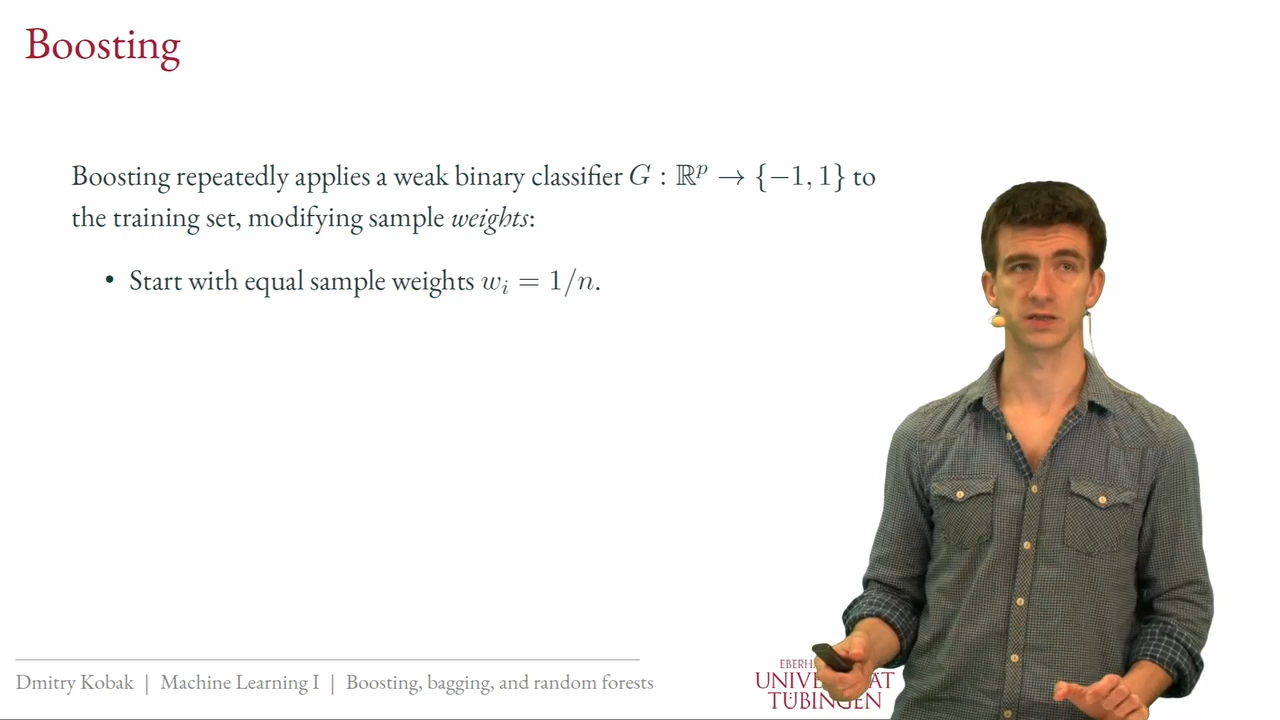 Boosting
Boosting repeatedly applies a weak binary classifier G : ℝᵖ → {−1, 1} to
the training set, modifying sample weights:
• Start with equal sample weights wᵢ = 1/n.
Dmitry Kobak | Machine Learning I | Boosting, bagging, and random forests
TÜBINGEN